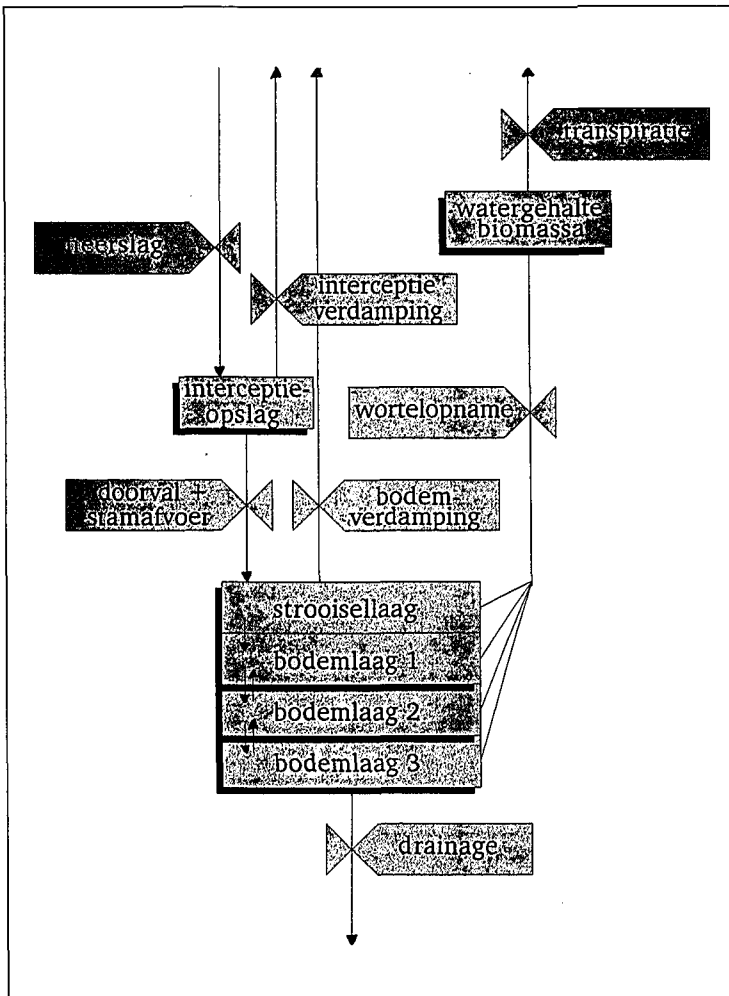 transpiratie
watergehalte
biomassa
neerslag
interceptie
verdamping
interceptie-
opslag
wortelopname
doorval +
stamafvoer
bodem-
verdamping
strooisellaag
bodemlaag 1
bodemlaag 2
bodemlaag 3
drainage